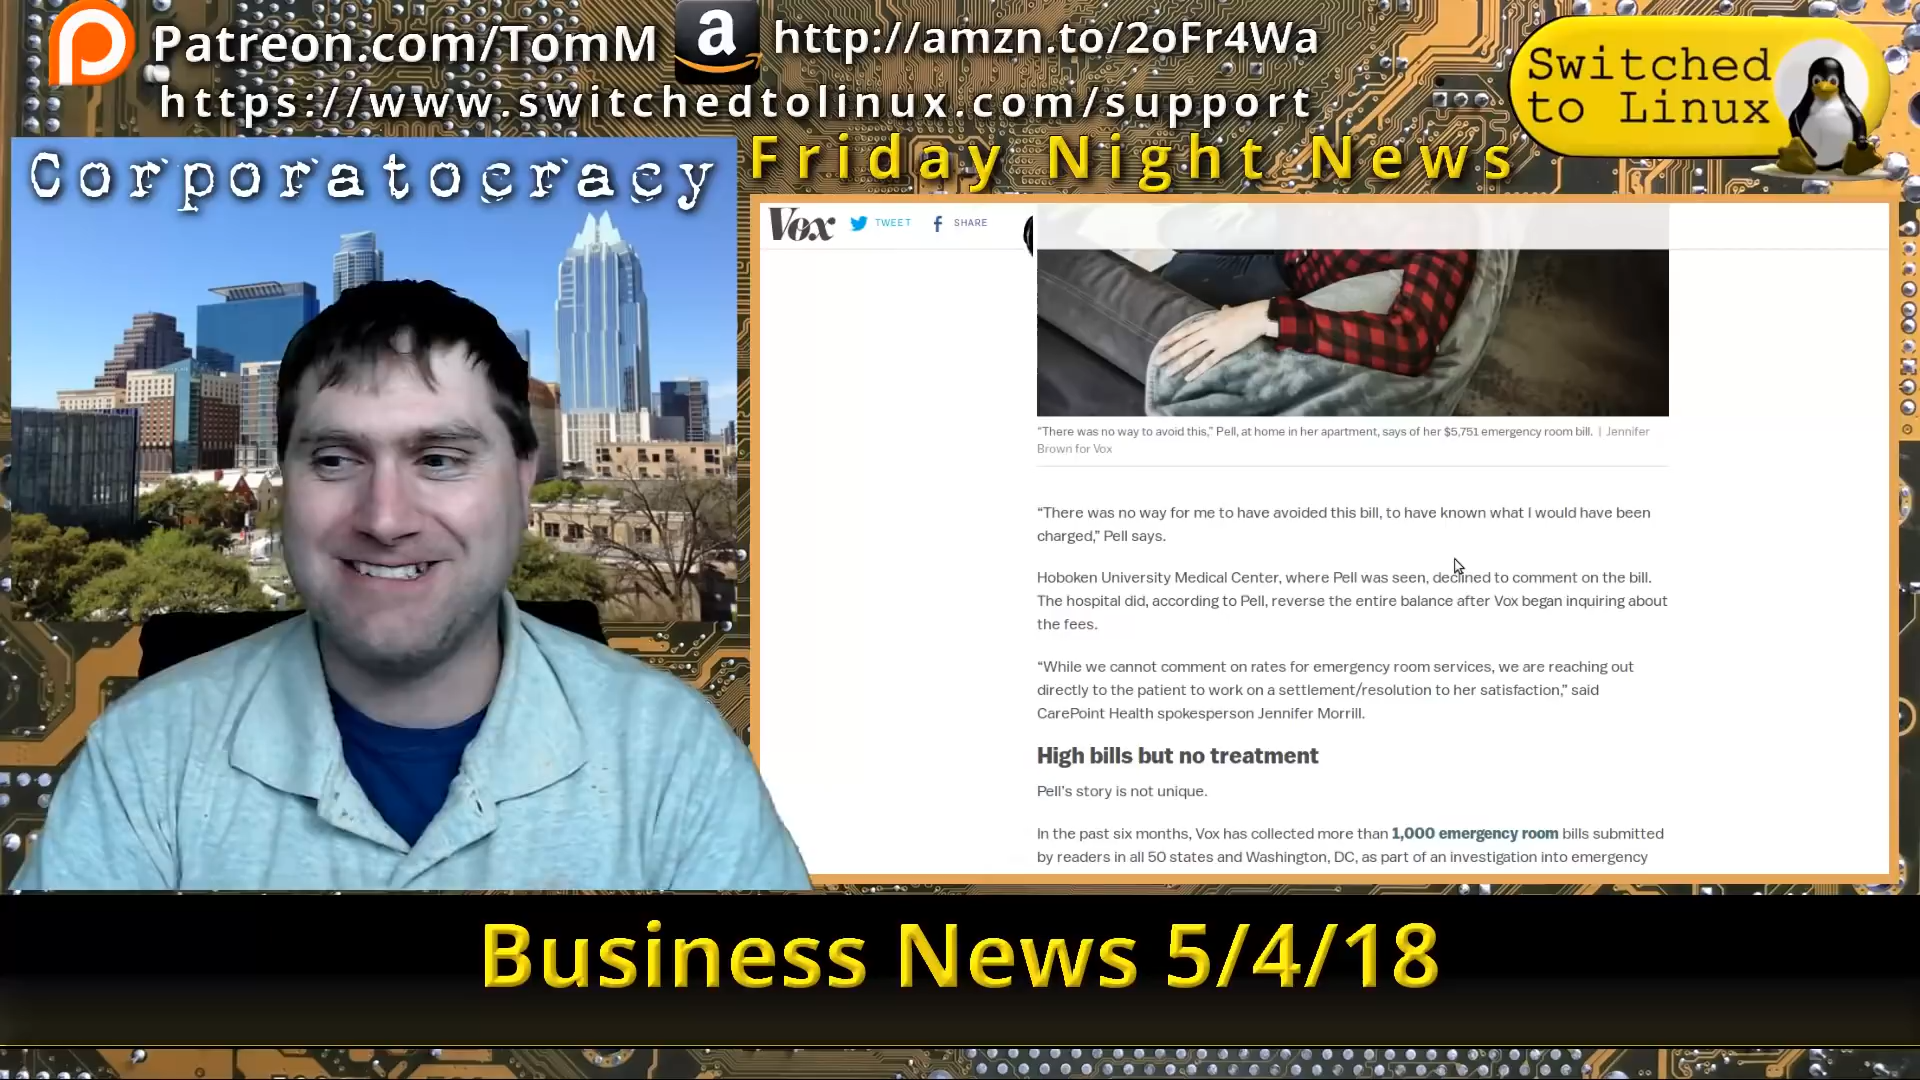 Patreon.com/TomM
http://amzn.to/2oFr4Wa
https://www.switchedtolinux.com/support
Switched
to Linux
Corporatocracy
Friday Night News
Vox
TWEET
SHARE
“There was no way to avoid this,” Pell, at home in her apartment, says of her $5,751 emergency room bill. | Jennifer
Brown for Vox
“There was no way for me to have avoided this bill, to have known what I would have been
charged,” Pell says.
Hoboken University Medical Center, where Pell was seen, declined to comment on the bill.
The hospital did, according to Pell, reverse the entire balance after Vox began inquiring about
the fees.
“While we cannot comment on rates for emergency room services, we are reaching out
directly to the patient to work on a settlement/resolution to her satisfaction,” said
CarePoint Health spokesperson Jennifer Morrill.
High bills but no treatment
Pell’s story is not unique.
In the past six months, Vox has collected more than 1,000 emergency room bills submitted
by readers in all 50 states and Washington, DC, as part of an investigation into emergency
Business News 5/4/18